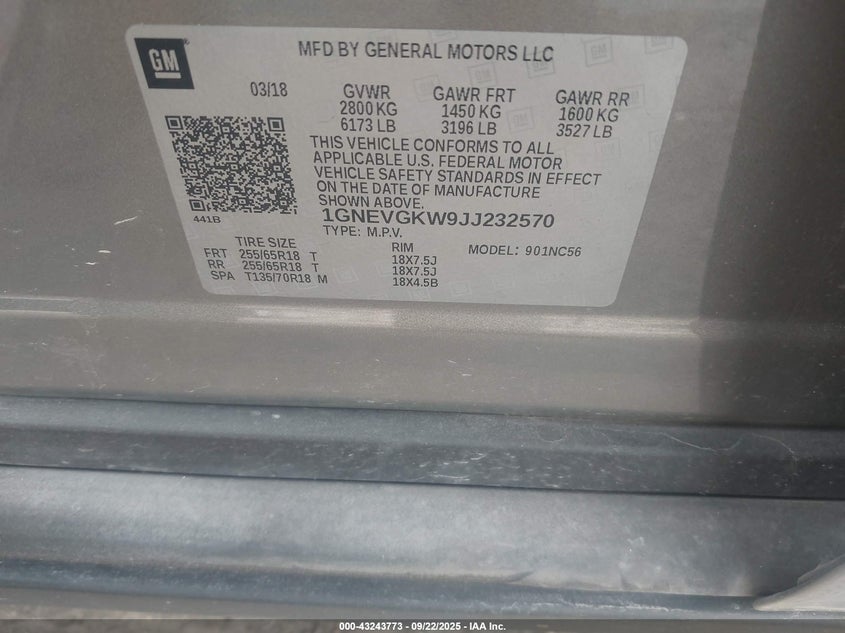 GM
MFD BY GENERAL MOTORS LLC
03/18 GVWR GAWR FRT GAWR RR
2800 KG 1450 KG 1600 KG
6173 LB 3196 LB 3527 LB
THIS VEHICLE CONFORMS TO ALL
APPLICABLE U.S. FEDERAL MOTOR
VEHICLE SAFETY STANDARDS IN EFFECT
ON THE DATE OF MANUFACTURE
SHOWN ABOVE.
441B
1GNEVGKW9JJ232570
TYPE: M.P.V.
TIRE SIZE RIM MODEL: 901NC56
FRT 255/65R18 T 18X7.5J
RR 255/65R18 T 18X7.5J
SPA T135/70R18 M 18X4.5B
000-43243773 - 09/22/2025 - IAA Inc.